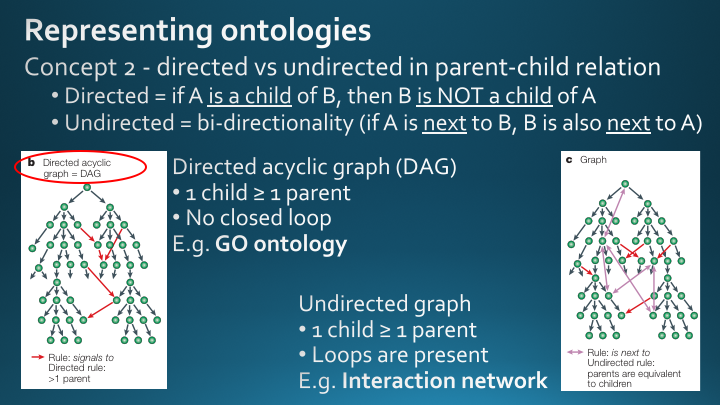 Representing ontologies
Concept 2 - directed vs undirected in parent-child relation
• Directed = if A is a child of B, then B is NOT a child of A
• Undirected = bi-directionality (if A is next to B, B is also next to A)
b Directed acyclic
graph = DAG
Rule: signals to
Directed rule:
>1 parent
Directed acyclic graph (DAG)
• 1 child ≥ 1 parent
• No closed loop
E.g. GO ontology
Undirected graph
• 1 child ≥ 1 parent
• Loops are present
E.g. Interaction network
c Graph
Rule: is next to
Undirected rule:
parents are equivalent
to children